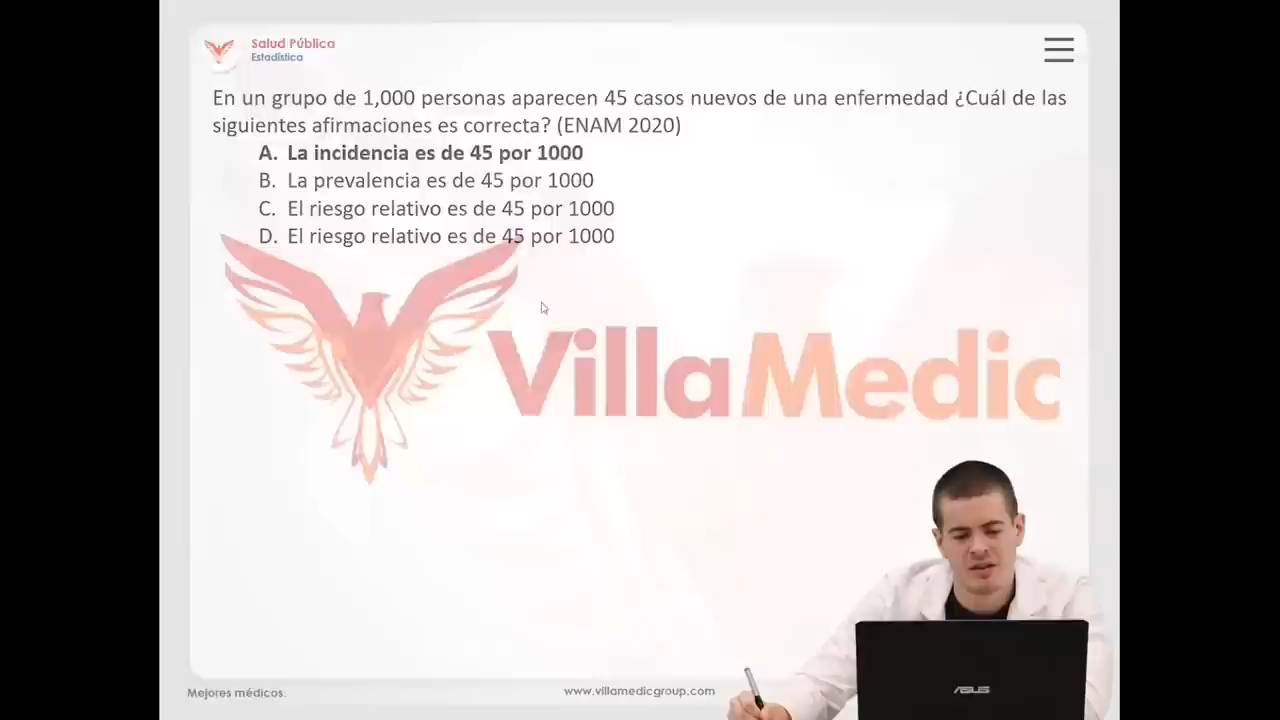 Salud Pública
Estadística
En un grupo de 1,000 personas aparecen 45 casos nuevos de una enfermedad ¿Cuál de las
siguientes afirmaciones es correcta? (ENAM 2020)
A. La incidencia es de 45 por 1000
B. La prevalencia es de 45 por 1000
C. El riesgo relativo es de 45 por 1000
D. El riesgo relativo es de 45 por 1000
VillaMedic
ASUS
Mejores médicos.
www.villamedicgroup.com